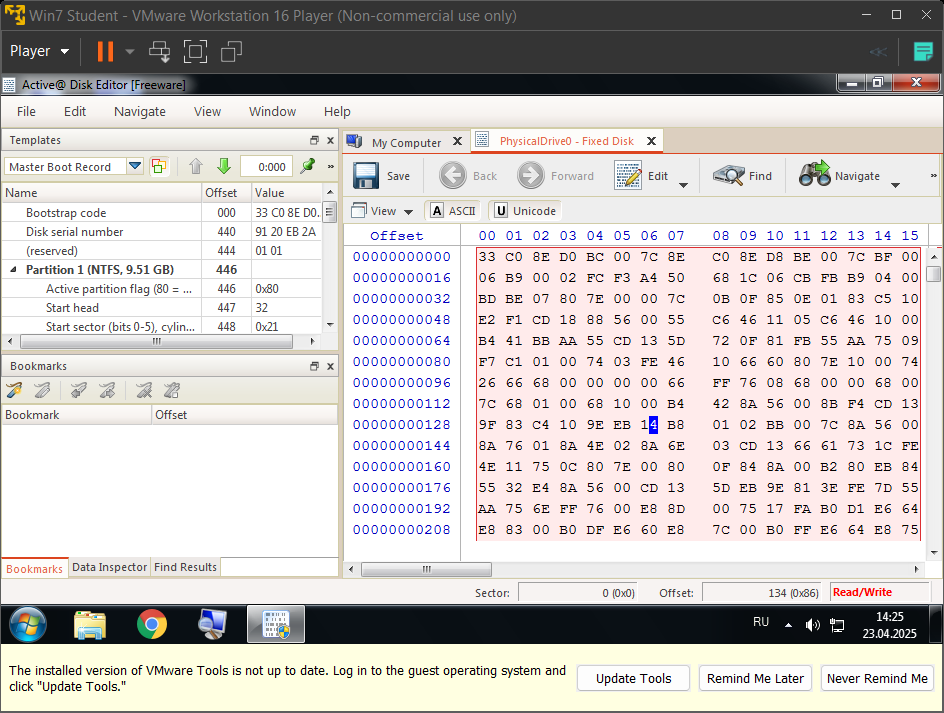 Win7 Student - VMware Workstation 16 Player (Non-commercial use only)
Player
Active@ Disk Editor [Freeware]
File Edit Navigate View Window Help
Templates
Master Boot Record 0:000 »
Name Offset Value
Bootstrap code 000 33 C0 8E D0.
Disk serial number 440 91 20 EB 2A
(reserved) 444 01 01
Partition 1 (NTFS, 9.51 GB) 446
Active partition flag (80 = ... 446 0x80
Start head 447 32
Start sector (bits 0-5), cylin... 448 0x21
Bookmarks
Bookmark Offset
Bookmarks Data Inspector Find Results
My Computer PhysicalDrive0 - Fixed Disk
Save Back Forward Edit Find Navigate »
View A ASCII U Unicode
Offset 00 01 02 03 04 05 06 07 08 09 10 11 12 13 14 15
00000000000 33 C0 8E D0 BC 00 7C 8E C0 8E D8 BE 00 7C BF 00
00000000016 06 B9 00 02 FC F3 A4 50 68 1C 06 CB FB B9 04 00
00000000032 BD BE 07 80 7E 00 00 7C 0B 0F 85 0E 01 83 C5 10
00000000048 E2 F1 CD 18 88 56 00 55 C6 46 11 05 C6 46 10 00
00000000064 B4 41 BB AA 55 CD 13 5D 72 0F 81 FB 55 AA 75 09
00000000080 F7 C1 01 00 74 03 FE 46 10 66 60 80 7E 10 00 74
00000000096 26 66 68 00 00 00 00 66 FF 76 08 68 00 00 68 00
00000000112 7C 68 01 00 68 10 00 B4 42 8A 56 00 8B F4 CD 13
00000000128 9F 83 C4 10 9E EB 14 B8 01 02 BB 00 7C 8A 56 00
00000000144 8A 76 01 8A 4E 02 8A 6E 03 CD 13 66 61 73 1C FE
00000000160 4E 11 75 0C 80 7E 00 80 0F 84 8A 00 B2 80 EB 84
00000000176 55 32 E4 8A 56 00 CD 13 5D EB 9E 81 3E FE 7D 55
00000000192 AA 75 6E FF 76 00 E8 8D 00 75 17 FA B0 D1 E6 64
00000000208 E8 83 00 B0 DF E6 60 E8 7C 00 B0 FF E6 64 E8 75
Sector: 0 (0x0) Offset: 134 (0x86) Read/Write
RU 14:25
23.04.2025
The installed version of VMware Tools is not up to date. Log in to the guest operating system and
click "Update Tools."
Update Tools Remind Me Later Never Remind Me